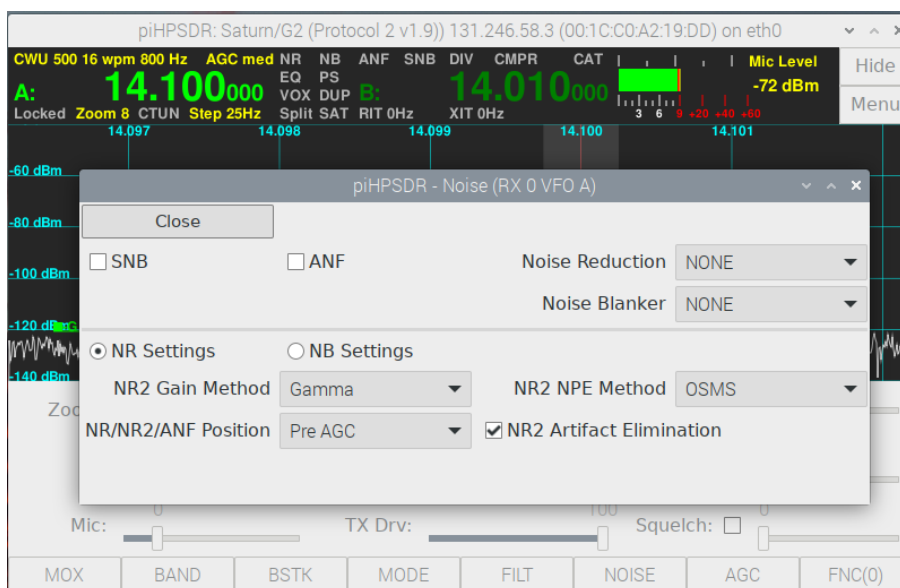 piHPSDR: Saturn/G2 (Protocol 2 v1.9)) 131.246.58.3 (00:1C:C0:A2:19:DD) on eth0
CWU 500 16 wpm 800 Hz AGC med NR NB ANF SNB DIV CMPR CAT Mic Level
EQ PS
A: 14.100000 VOX DUP B: 14.010000 -72 dBm
Locked Zoom 8 CTUN Step 25Hz Split SAT RIT 0Hz XIT 0Hz 3 6 9 +20 +40 +60
Hide
Menu
14.097 14.098 14.099 14.100 14.101
-60 dBm
piHPSDR - Noise (RX 0 VFO A)
-80 dBm
Close
SNB ANF Noise Reduction NONE
-100 dBm
Noise Blanker NONE
-120 dBm
NR Settings NB Settings
-140 dBm
NR2 Gain Method Gamma NR2 NPE Method OSMS
NR/NR2/ANF Position Pre AGC NR2 Artifact Elimination
0 100 0
Mic: TX Drv: Squelch:
MOX BAND BSTK MODE FILT NOISE AGC FNC(0)